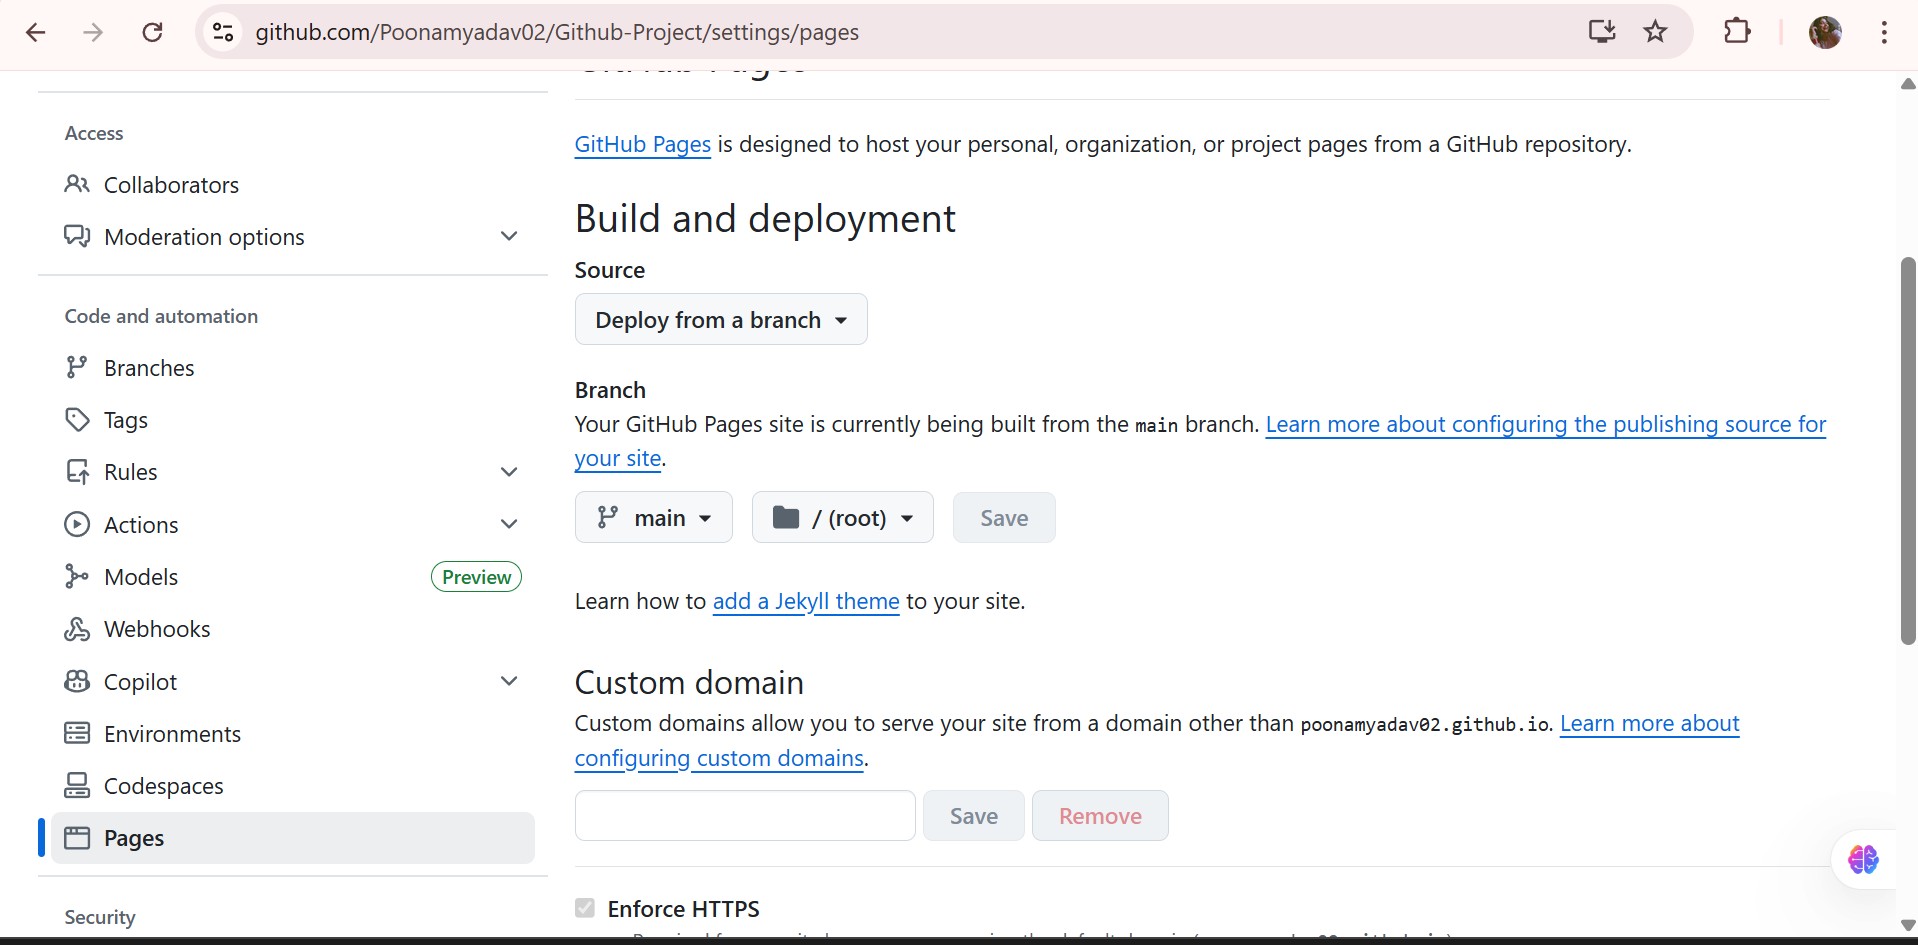 github.com/Poonamyadav02/Github-Project/settings/pages
GitHub Pages
Access
Collaborators
Moderation options
Code and automation
Branches
Tags
Rules
Actions
Models
Preview
Webhooks
Copilot
Environments
Codespaces
Pages
Security
GitHub Pages is designed to host your personal, organization, or project pages from a GitHub repository.
Build and deployment
Source
Deploy from a branch
Branch
Your GitHub Pages site is currently being built from the main branch. Learn more about configuring the publishing source for
your site.
main
/ (root)
Save
Learn how to add a Jekyll theme to your site.
Custom domain
Custom domains allow you to serve your site from a domain other than poonamyadav02.github.io. Learn more about
configuring custom domains.
Save
Remove
Enforce HTTPS